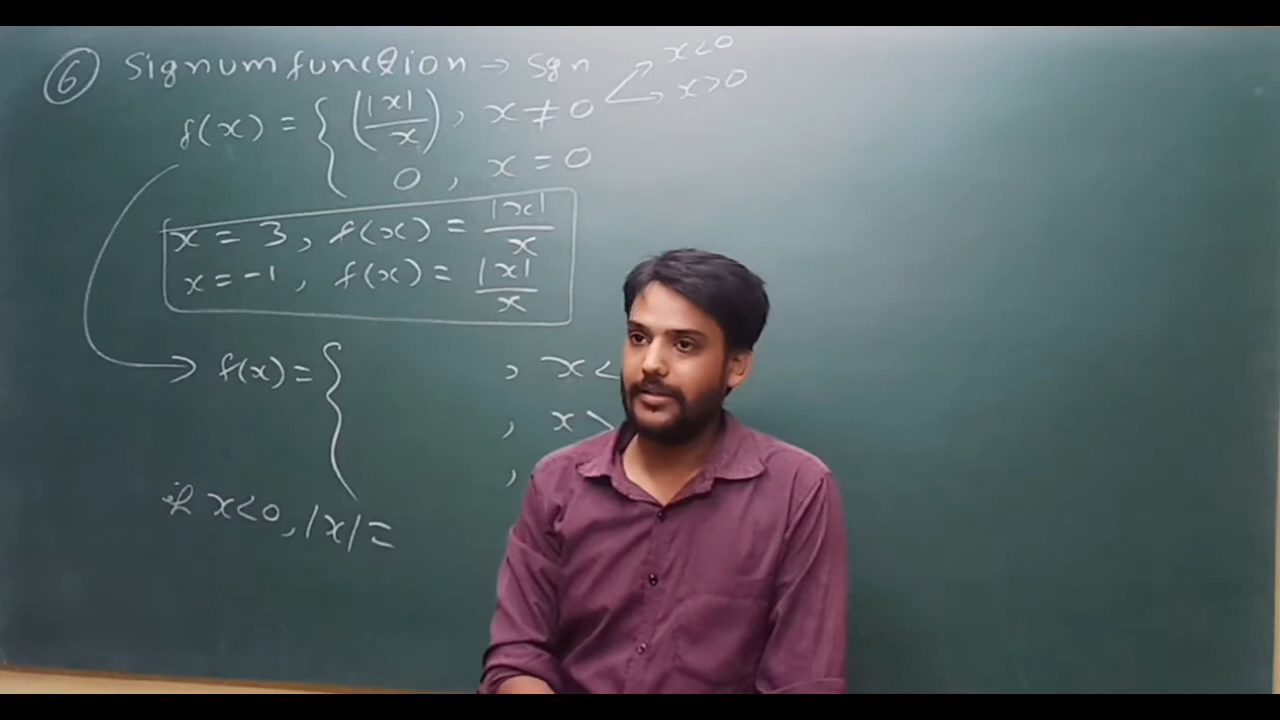 ⑥ Signum function → Sgn
x<0
x>0
f(x) = { (|x|/x), x ≠ 0
0, x = 0
x = 3, f(x) = |x|/x
x = -1, f(x) = |x|/x
f(x) = { , x <
, x >
,
if x<0, |x| =